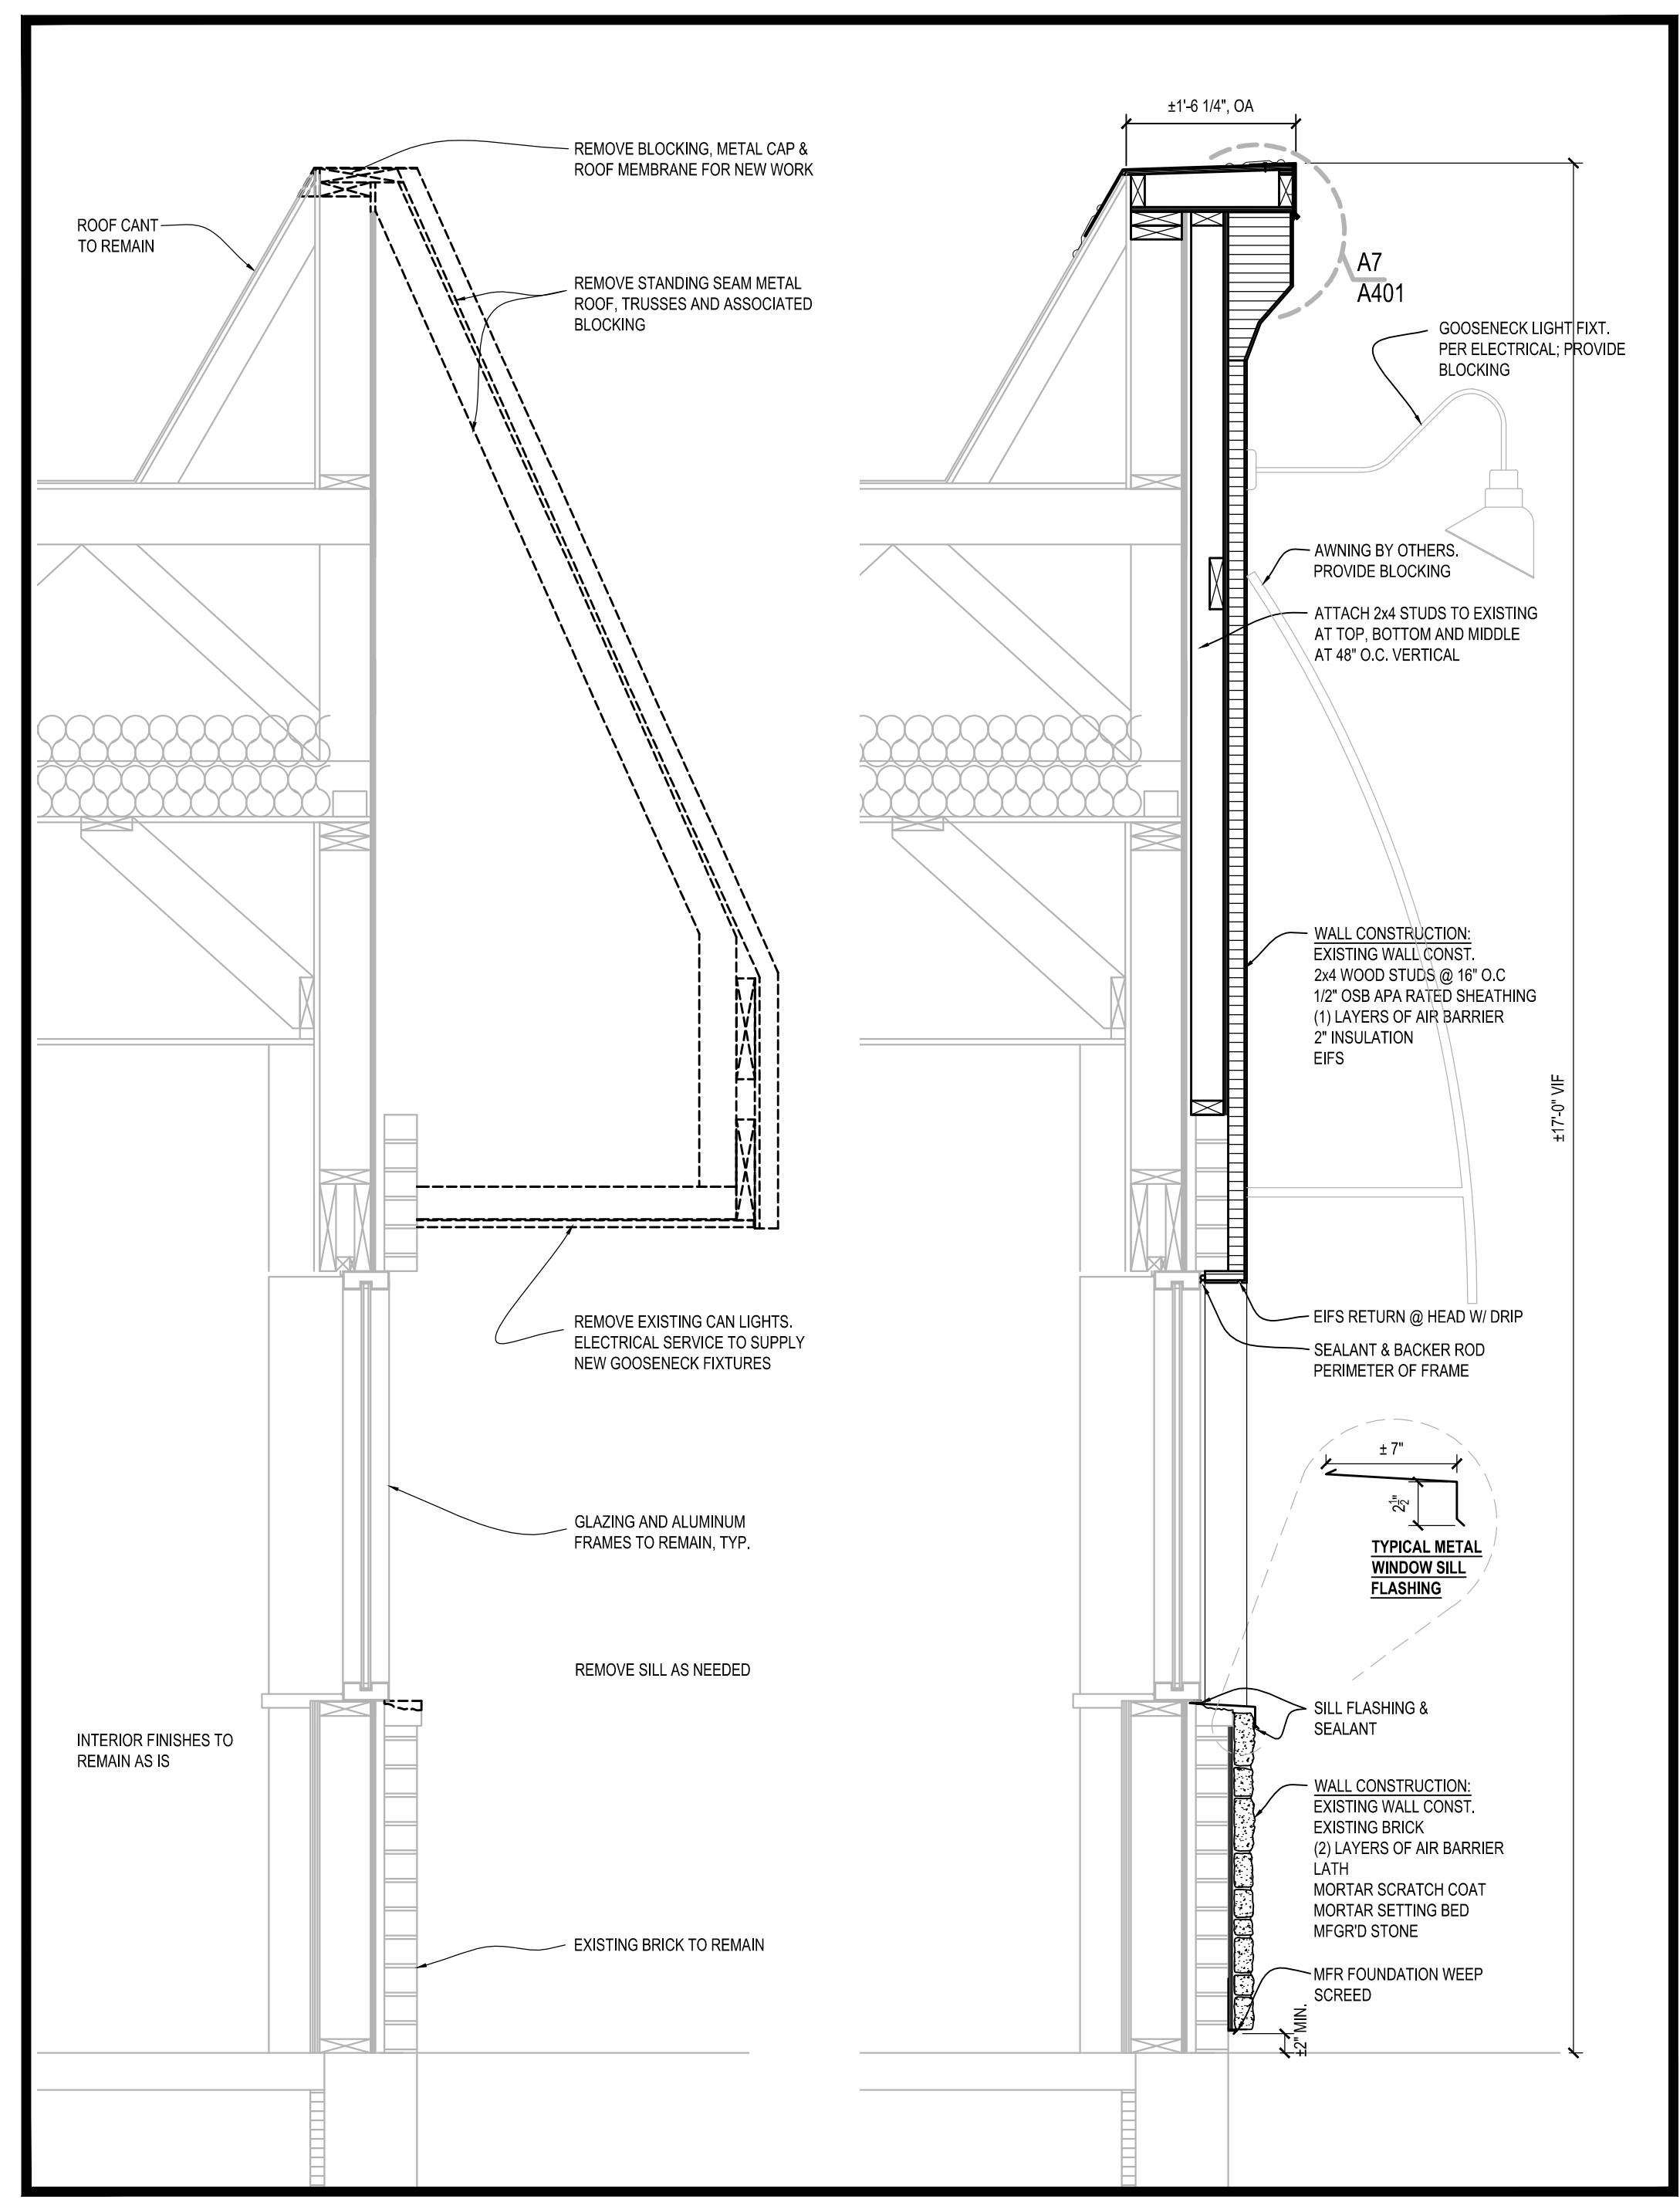 REMOVE BLOCKING, METAL CAP &
ROOF MEMBRANE FOR NEW WORK
ROOF CANT
TO REMAIN
REMOVE STANDING SEAM METAL
ROOF, TRUSSES AND ASSOCIATED
BLOCKING
REMOVE EXISTING CAN LIGHTS.
ELECTRICAL SERVICE TO SUPPLY
NEW GOOSENECK FIXTURES
GLAZING AND ALUMINUM
FRAMES TO REMAIN, TYP.
REMOVE SILL AS NEEDED
INTERIOR FINISHES TO
REMAIN AS IS
EXISTING BRICK TO REMAIN
±1'-6 1/4", OA
A7
A401
GOOSENECK LIGHT FIXT.
PER ELECTRICAL; PROVIDE
BLOCKING
AWNING BY OTHERS.
PROVIDE BLOCKING
ATTACH 2x4 STUDS TO EXISTING
AT TOP, BOTTOM AND MIDDLE
AT 48" O.C. VERTICAL
WALL CONSTRUCTION:
EXISTING WALL CONST.
2x4 WOOD STUDS @ 16" O.C
1/2" OSB APA RATED SHEATHING
(1) LAYERS OF AIR BARRIER
2" INSULATION
EIFS
±17'-0" VIF
EIFS RETURN @ HEAD W/ DRIP
SEALANT & BACKER ROD
PERIMETER OF FRAME
± 7"
2½"
TYPICAL METAL
WINDOW SILL
FLASHING
SILL FLASHING &
SEALANT
WALL CONSTRUCTION:
EXISTING WALL CONST.
EXISTING BRICK
(2) LAYERS OF AIR BARRIER
LATH
MORTAR SCRATCH COAT
MORTAR SETTING BED
MFGR'D STONE
MFR FOUNDATION WEEP
SCREED
±2" MIN.